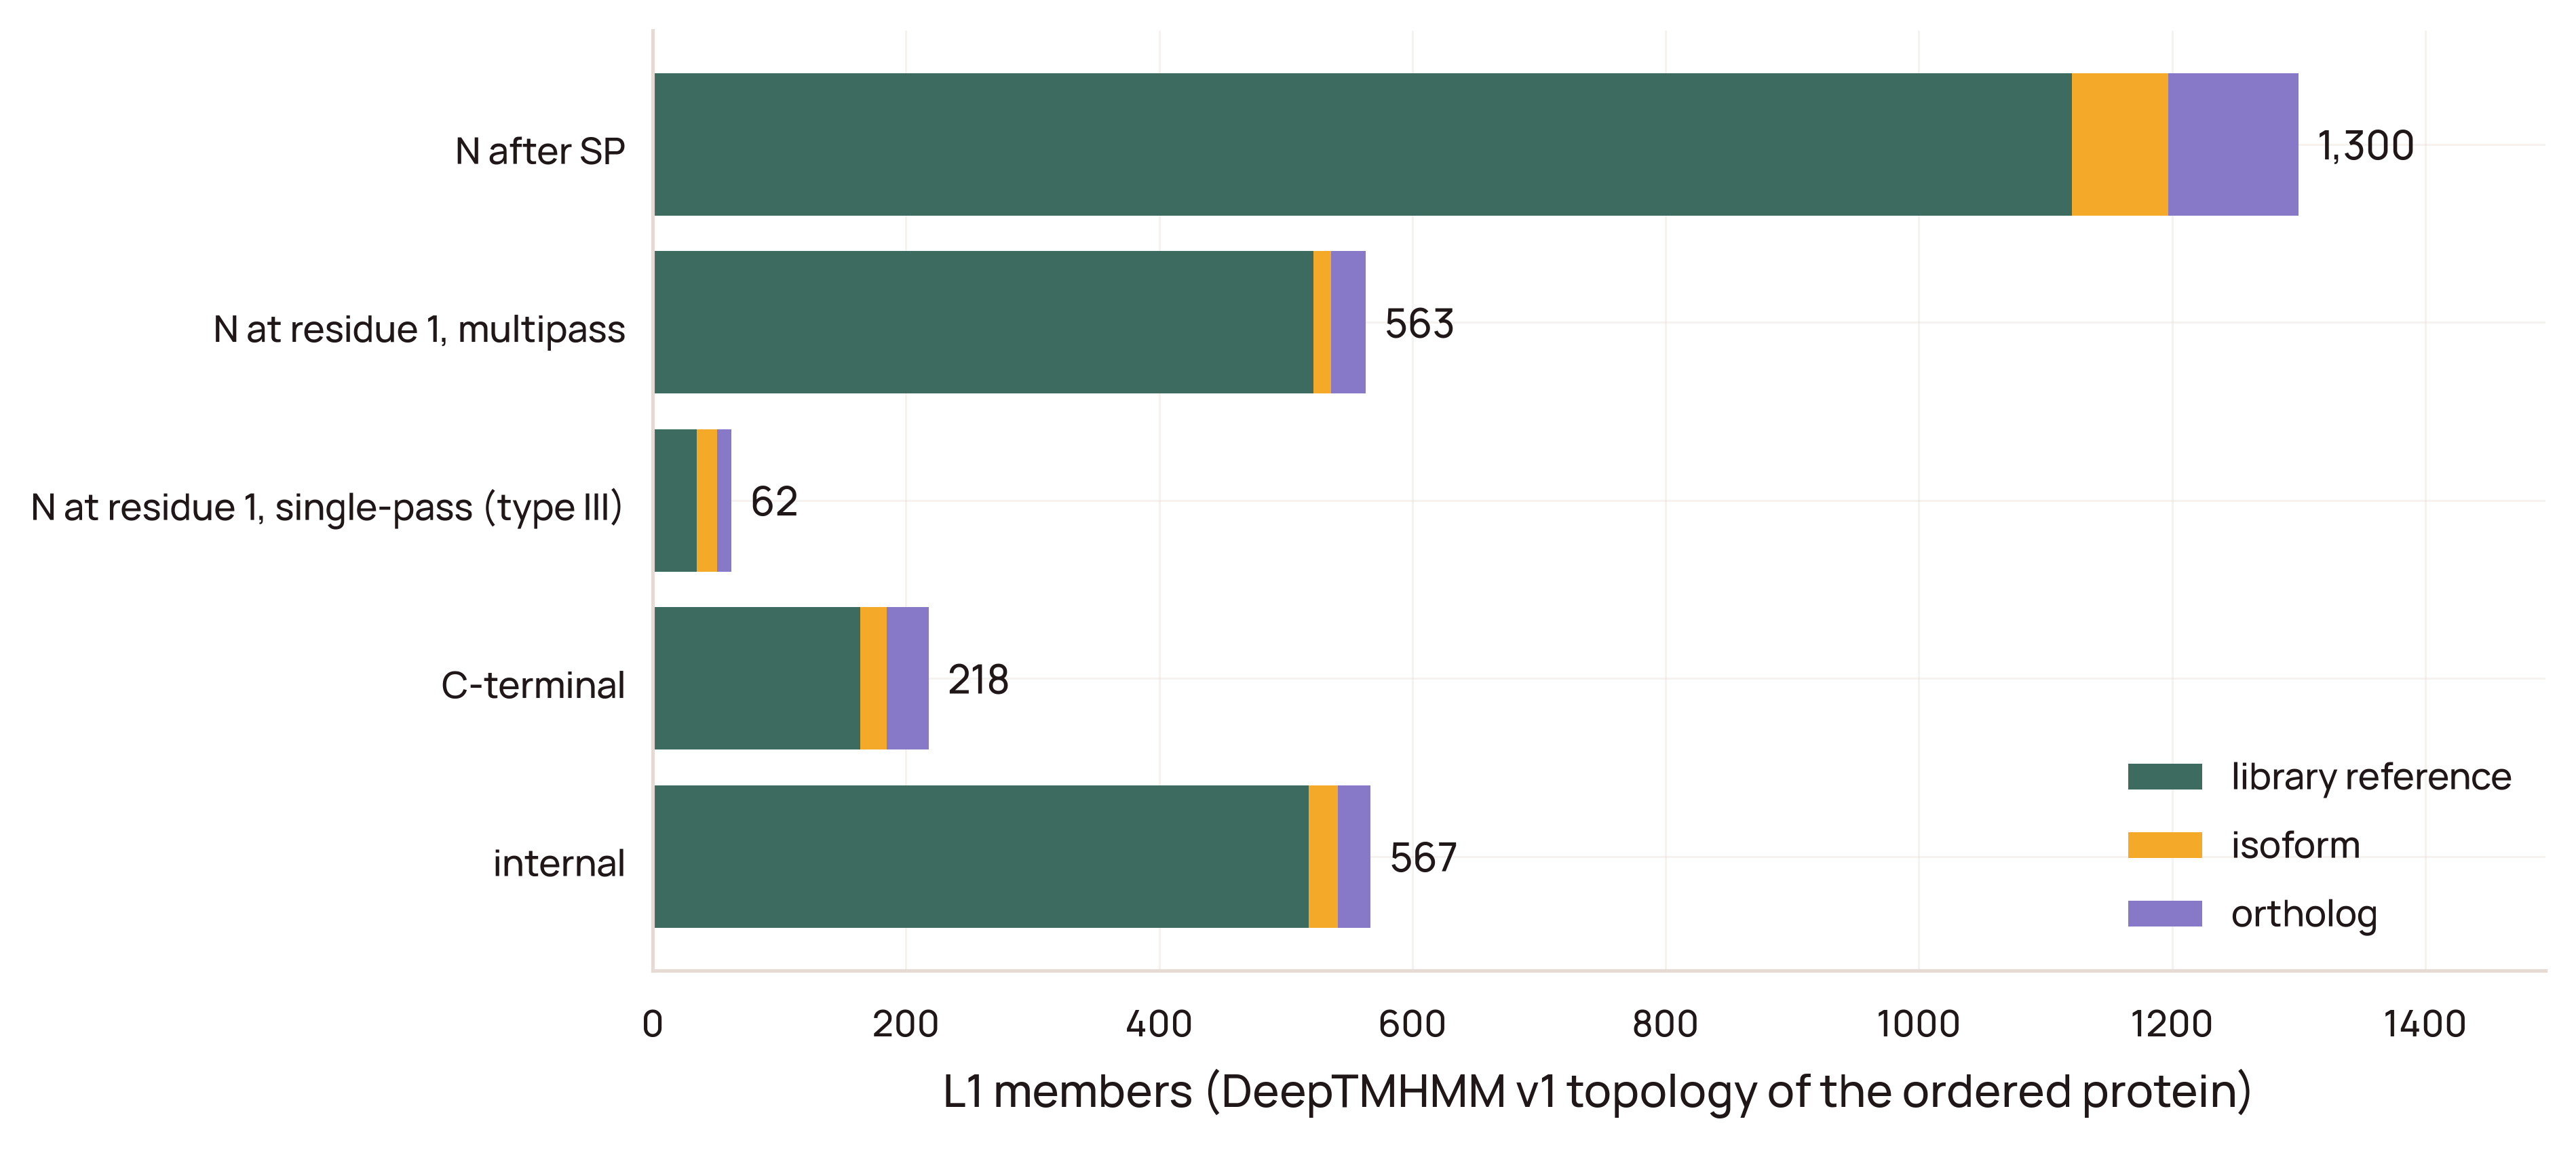 N after SP
1,300
N at residue 1, multipass
563
N at residue 1, single-pass (type III)
62
C-terminal
218
internal
567
library reference
isoform
ortholog
0 200 400 600 800 1000 1200 1400
L1 members (DeepTMHMM v1 topology of the ordered protein)